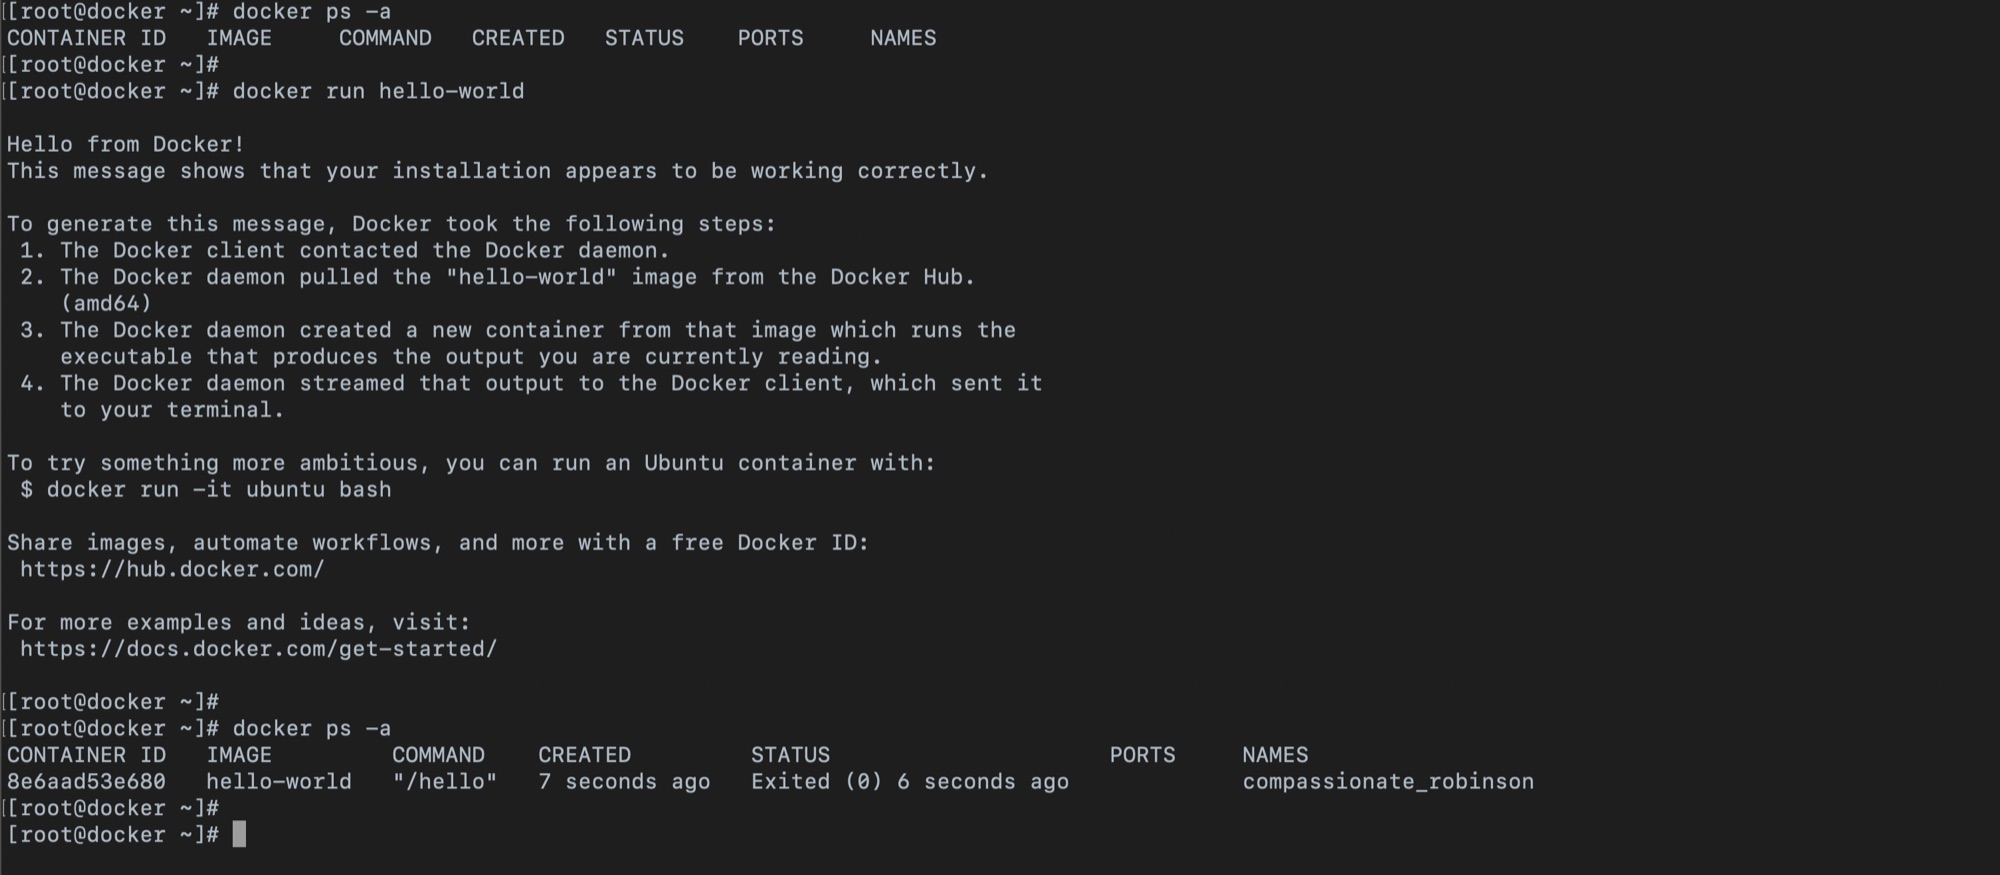 [[root@docker ~]# docker ps -a
CONTAINER ID   IMAGE     COMMAND   CREATED   STATUS    PORTS     NAMES
[[root@docker ~]#
[[root@docker ~]# docker run hello-world

Hello from Docker!
This message shows that your installation appears to be working correctly.

To generate this message, Docker took the following steps:
 1. The Docker client contacted the Docker daemon.
 2. The Docker daemon pulled the "hello-world" image from the Docker Hub.
    (amd64)
 3. The Docker daemon created a new container from that image which runs the
    executable that produces the output you are currently reading.
 4. The Docker daemon streamed that output to the Docker client, which sent it
    to your terminal.

To try something more ambitious, you can run an Ubuntu container with:
 $ docker run -it ubuntu bash

Share images, automate workflows, and more with a free Docker ID:
 https://hub.docker.com/

For more examples and ideas, visit:
 https://docs.docker.com/get-started/

[[root@docker ~]#
[[root@docker ~]# docker ps -a
CONTAINER ID   IMAGE         COMMAND    CREATED         STATUS                     PORTS     NAMES
8e6aad53e680   hello-world   "/hello"   7 seconds ago   Exited (0) 6 seconds ago             compassionate_robinson
[[root@docker ~]#
[root@docker ~]#